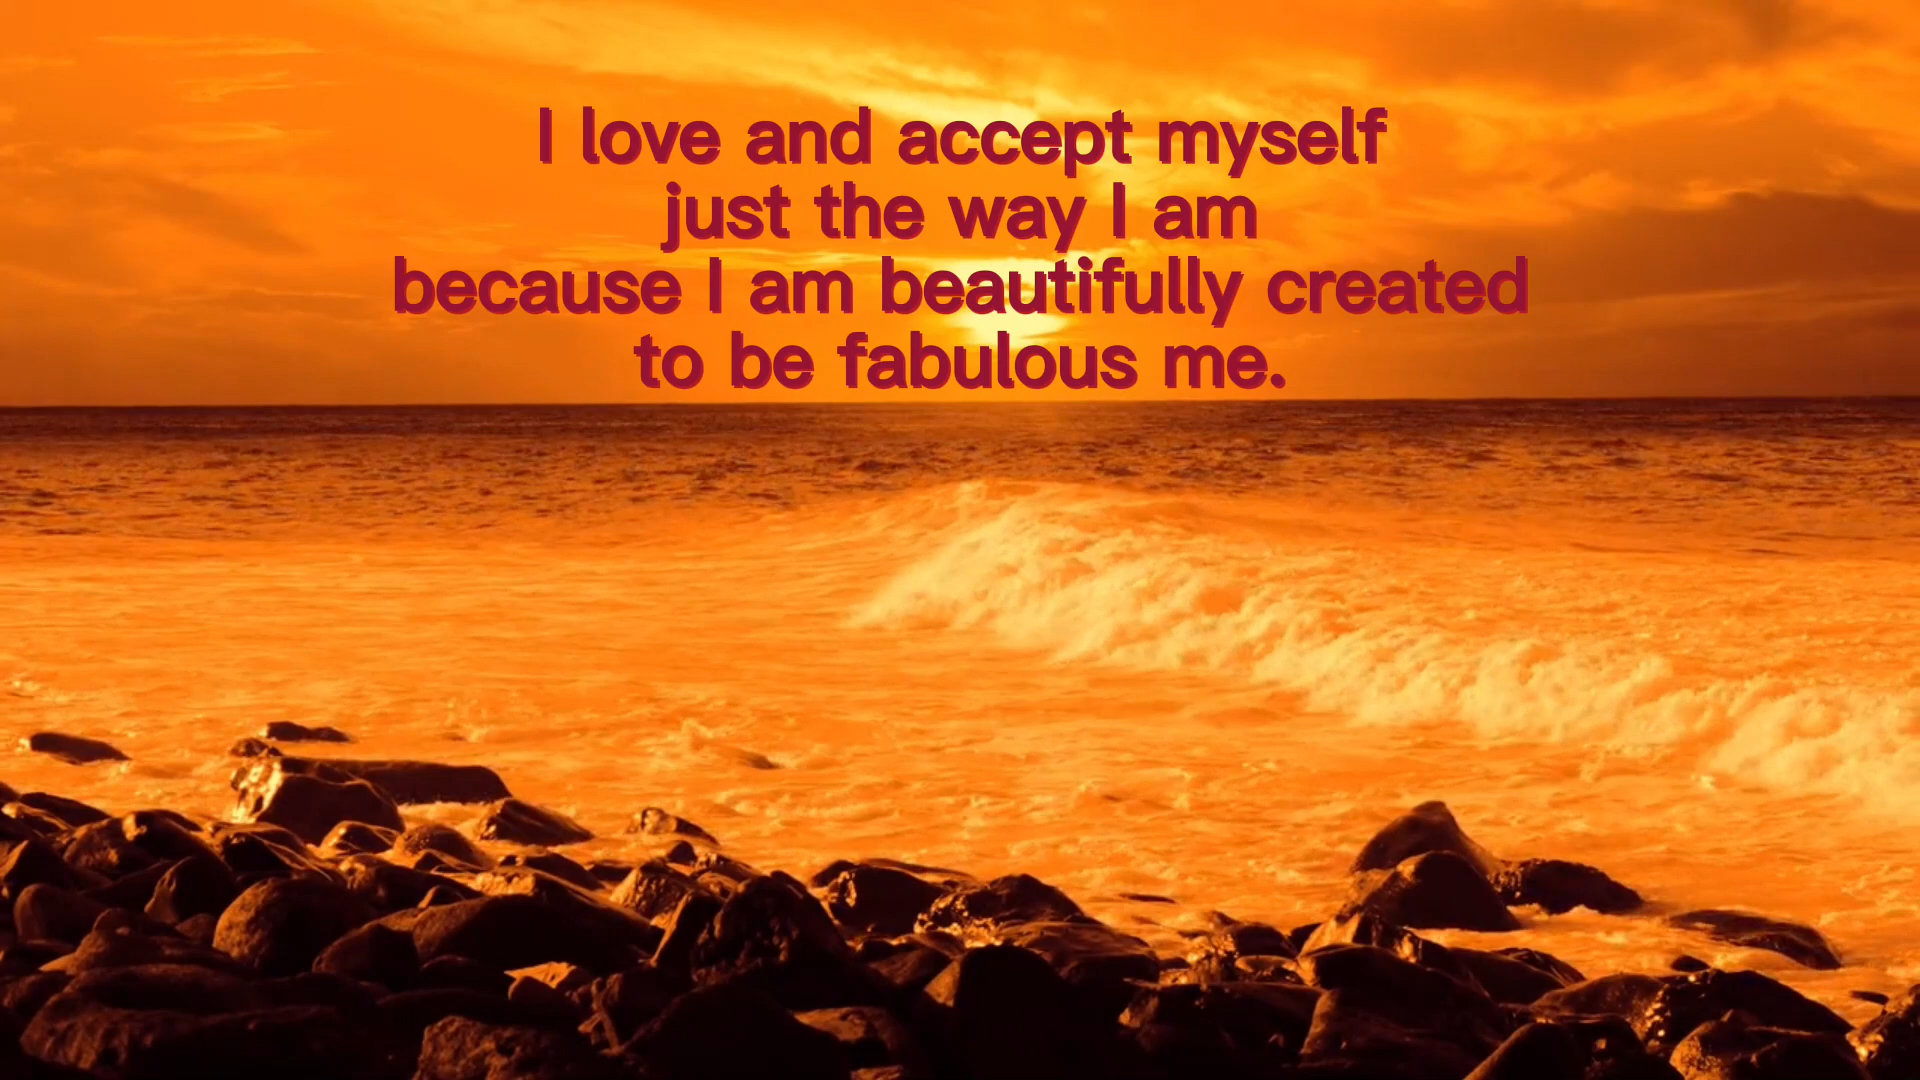 I love and accept myself
just the way I am
because I am beautifully created
to be fabulous me.